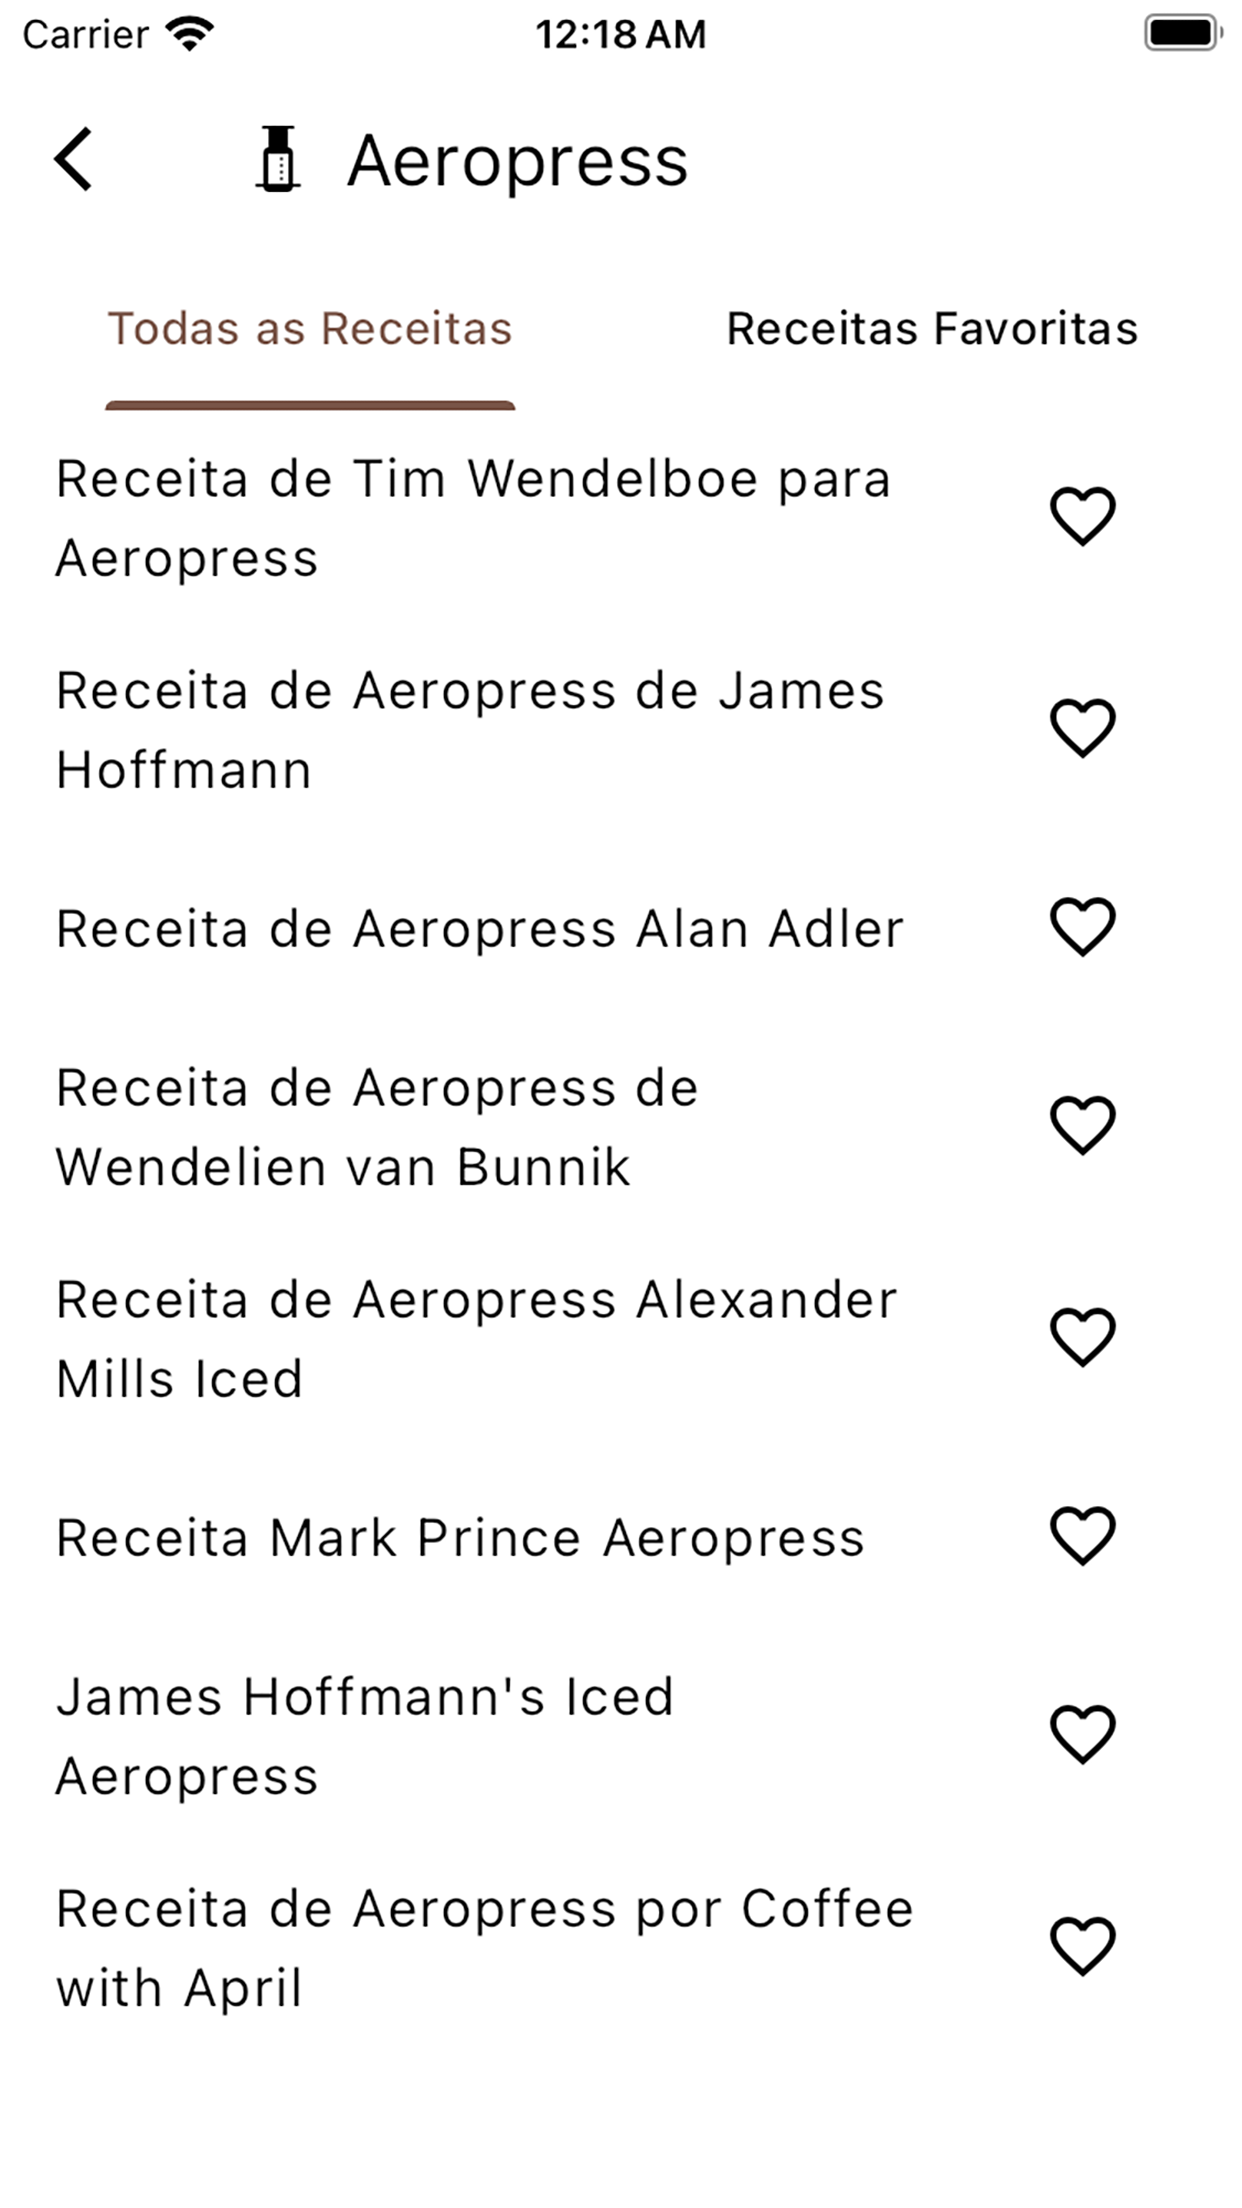 Carrier 12:18 AM
Aeropress
Todas as Receitas Receitas Favoritas
Receita de Tim Wendelboe para
Aeropress
Receita de Aeropress de James
Hoffmann
Receita de Aeropress Alan Adler
Receita de Aeropress de
Wendelien van Bunnik
Receita de Aeropress Alexander
Mills Iced
Receita Mark Prince Aeropress
James Hoffmann's Iced
Aeropress
Receita de Aeropress por Coffee
with April